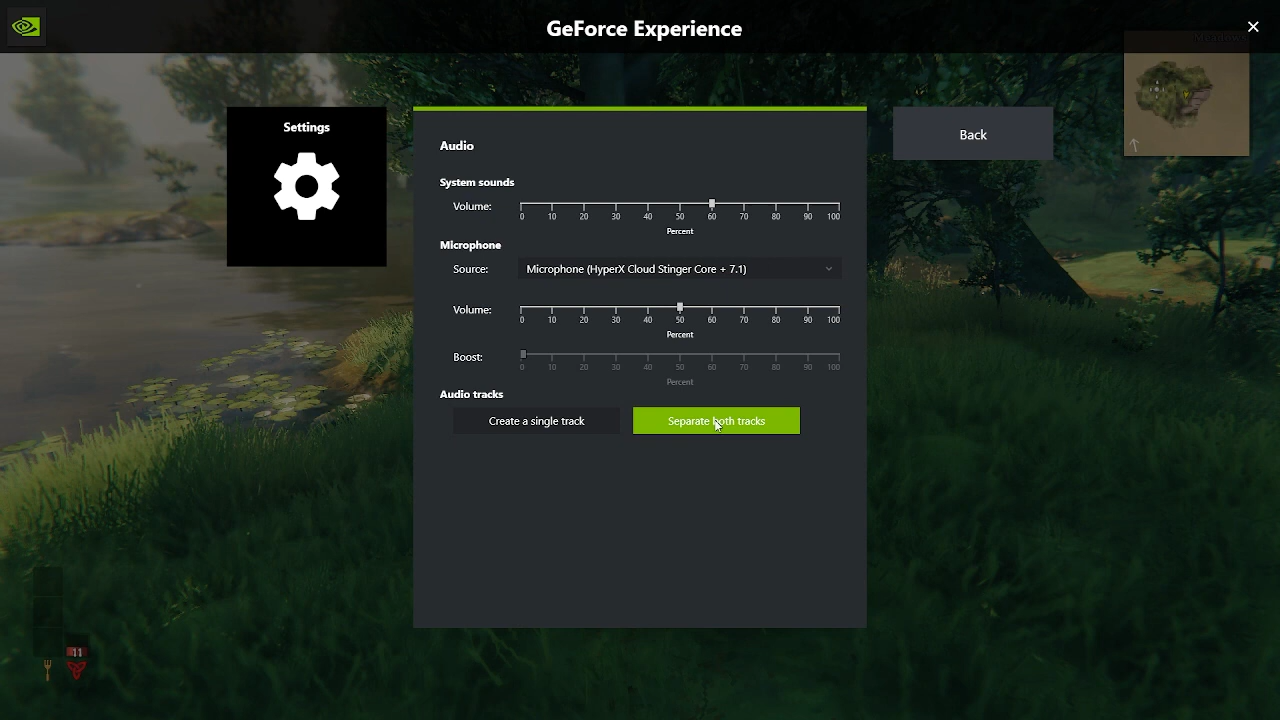 GeForce Experience
Meadows
Settings
Back
Audio
System sounds
Volume:
0 10 20 30 40 50 60 70 80 90 100
Percent
Microphone
Source:
Microphone (HyperX Cloud Stinger Core + 7.1)
Volume:
0 10 20 30 40 50 60 70 80 90 100
Percent
Boost:
0 10 20 30 40 50 60 70 80 90 100
Percent
Audio tracks
Create a single track
Separate both tracks
11